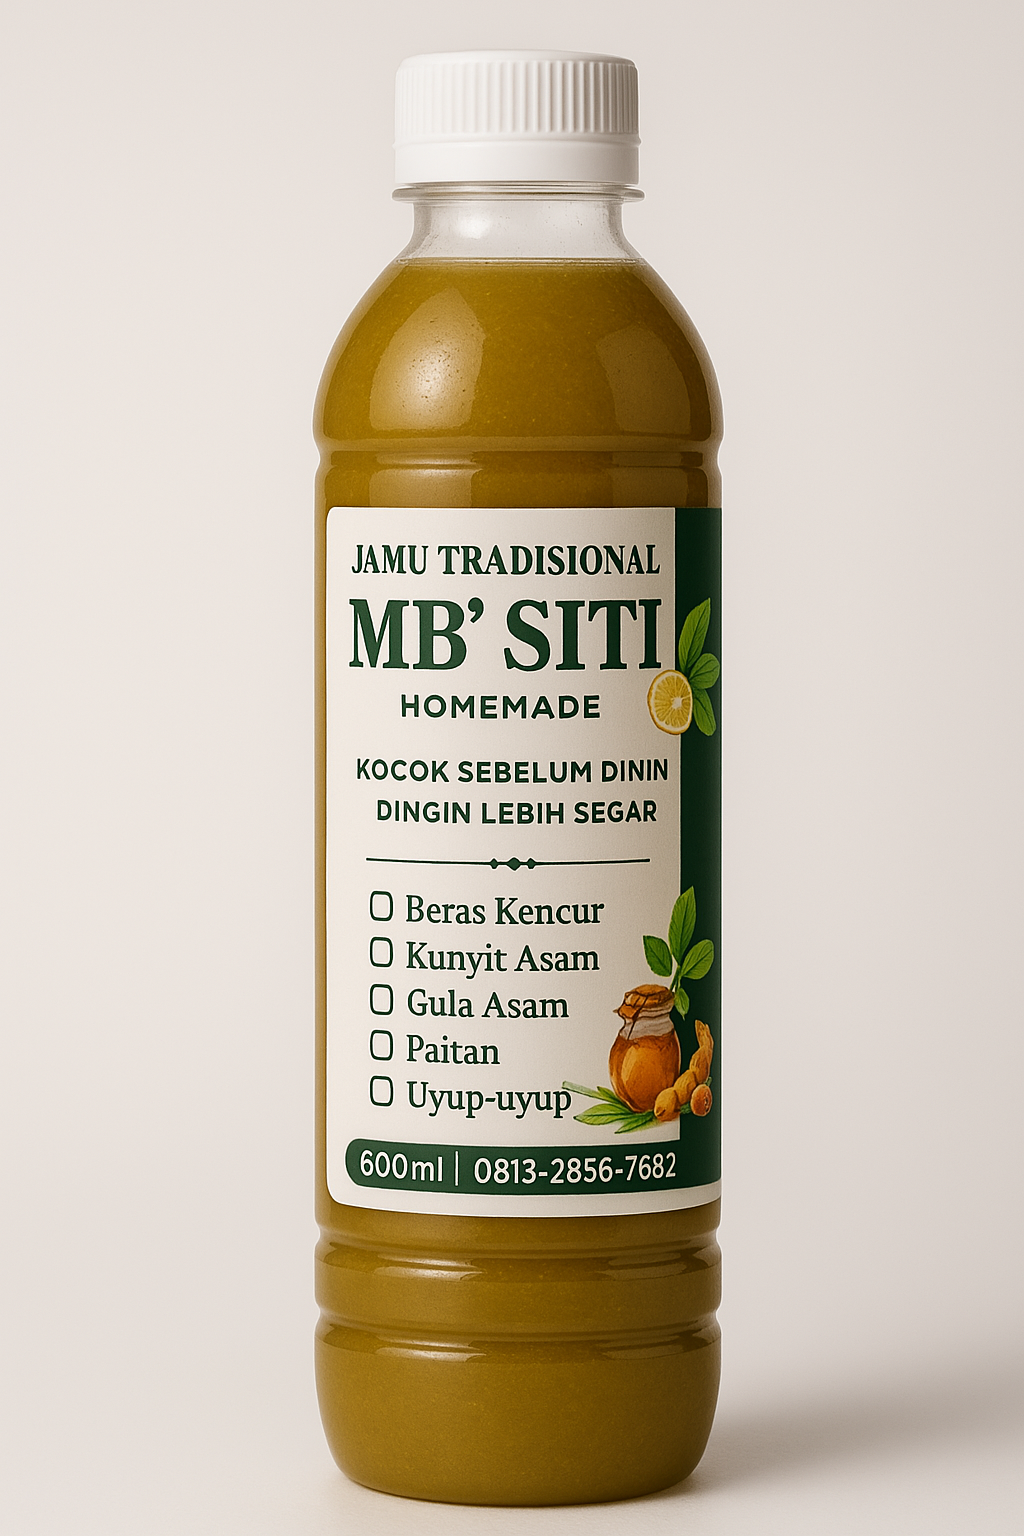 JAMU TRADISIONAL
MB’ SITI
HOMEMADE
KOCOK SEBELUM DININ
DINGIN LEBIH SEGAR
Beras Kencur
Kunyit Asam
Gula Asam
Paitan
Uyup-uyup
600ml | 0813-2856-7682